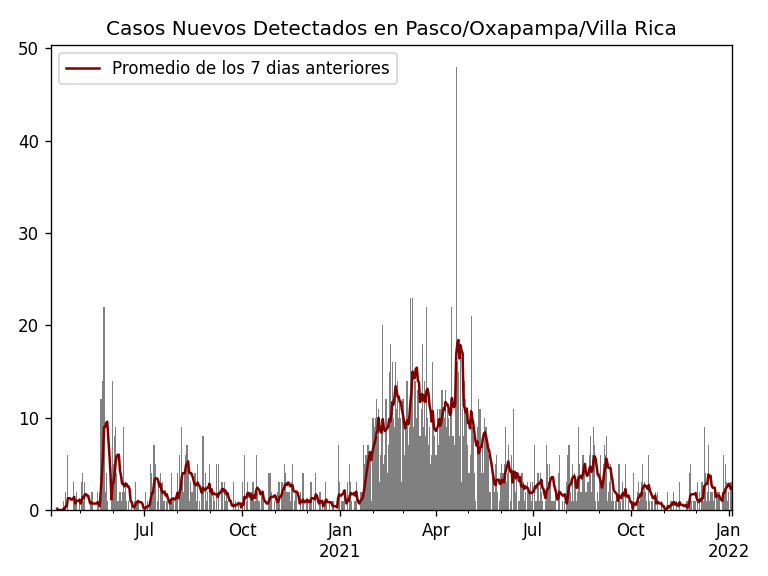 Casos Nuevos Detectados en Pasco/Oxapampa/Villa Rica
Promedio de los 7 dias anteriores
50
40
30
20
10
0
Jul Oct Jan Apr Jul Oct Jan
2021 2022